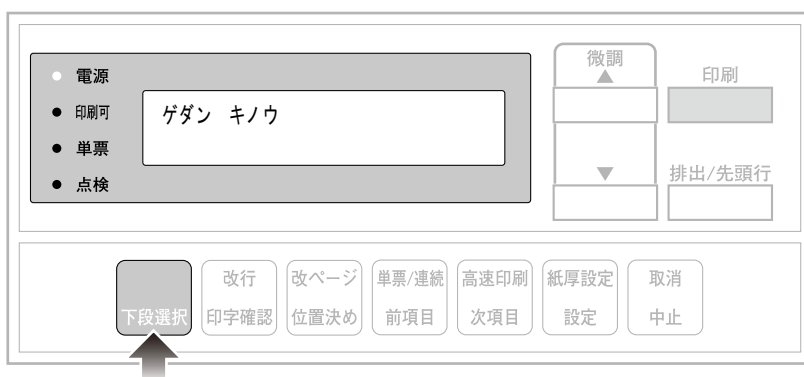 電源
印刷可
単票
点検
ゲダン キノウ
微調
印刷
排出/先頭行
下段選択
改行
印字確認
改ページ
位置決め
単票/連続
前項目
高速印刷
次項目
紙厚設定
設定
取消
中止